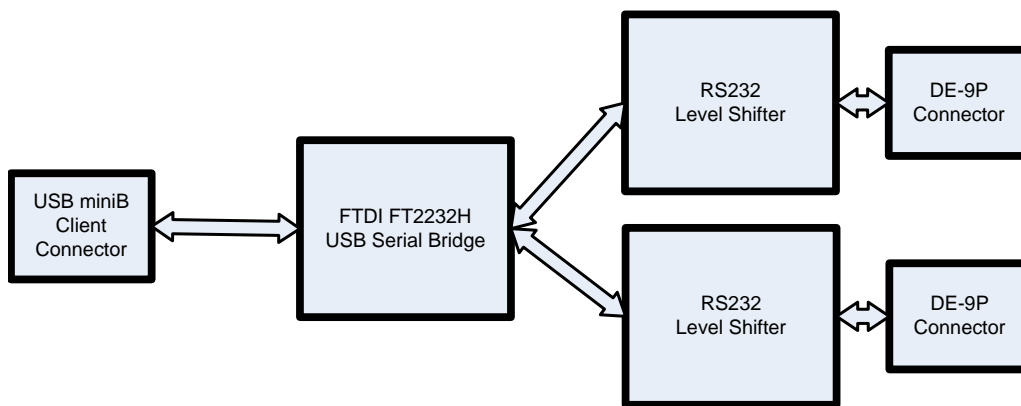 USB miniB
Client
Connector
FTDI FT2232H
USB Serial Bridge
RS232
Level Shifter
DE-9P
Connector
RS232
Level Shifter
DE-9P
Connector